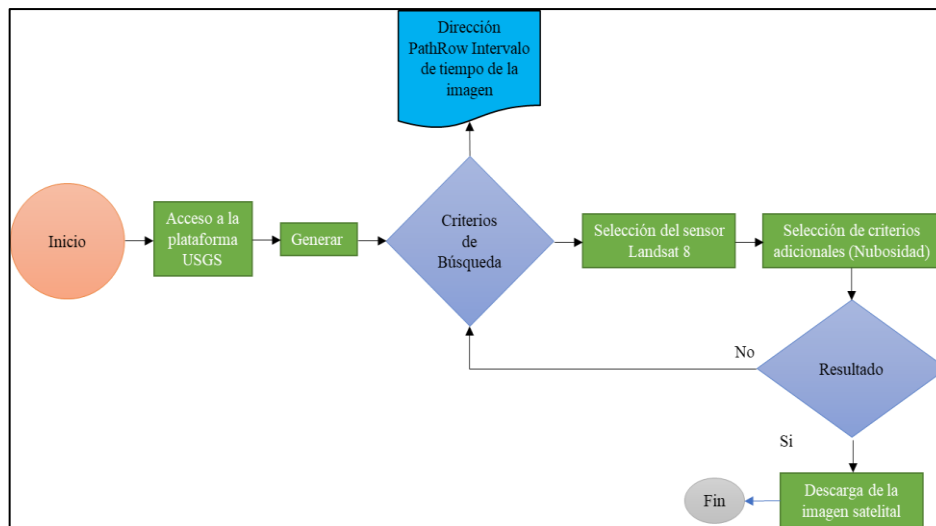 Dirección
PathRow Intervalo
de tiempo de la
imagen
Inicio
Acceso a la
plataforma
USGS
Generar
Criterios
de
Búsqueda
Selección del sensor
Landsat 8
Selección de criterios
adicionales (Nubosidad)
No
Resultado
Si
Descarga de la
imagen satelital
Fin